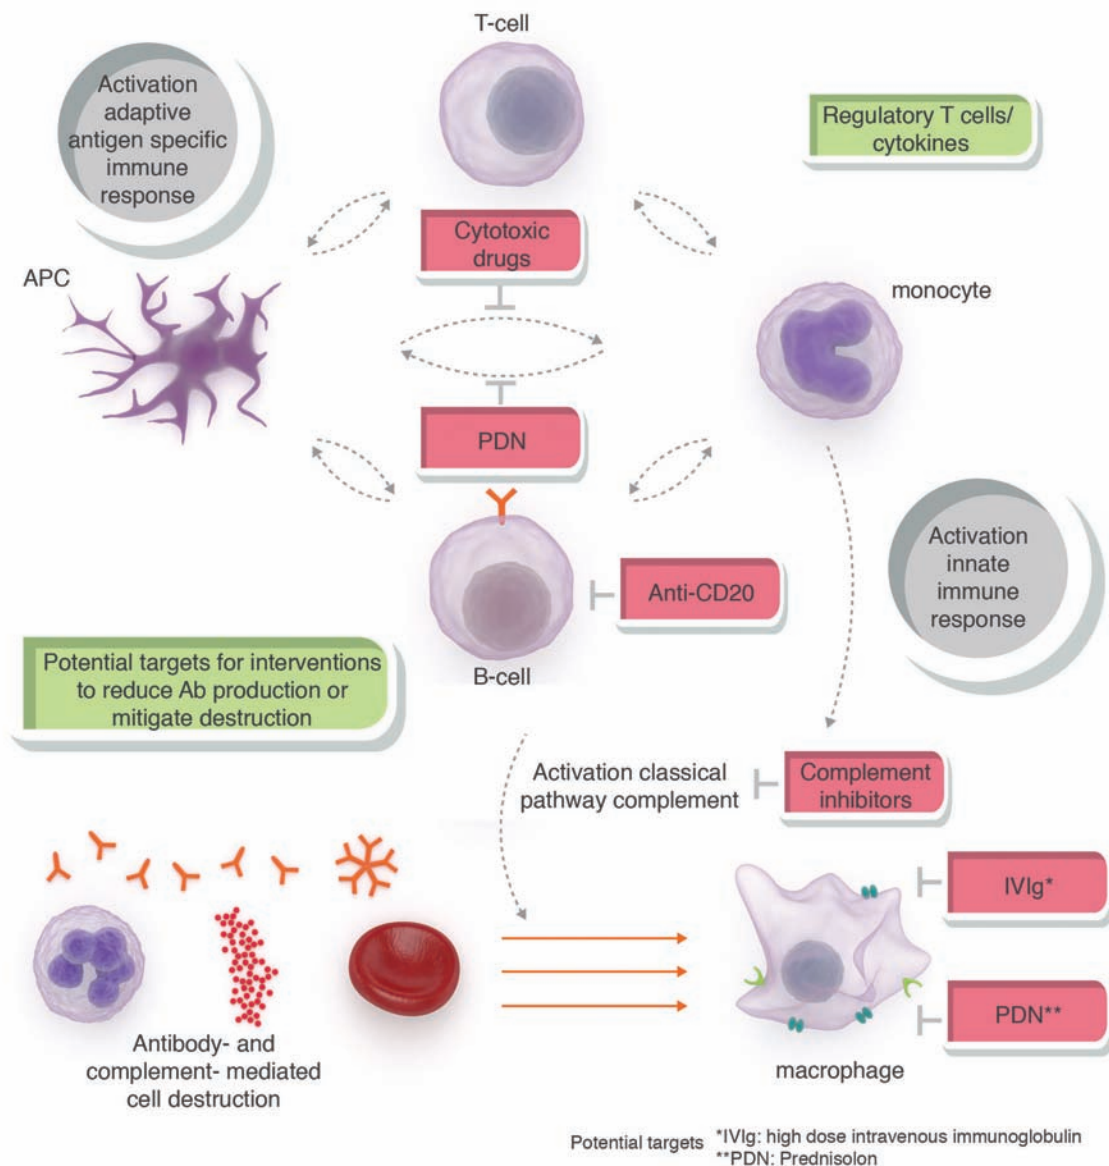 T-cell
Activation
adaptive
antigen specific
immune
response
Regulatory T cells/
cytokines
Cytotoxic
drugs
APC
monocyte
PDN
Activation
innate
immune
response
Anti-CD20
B-cell
Potential targets for interventions
to reduce Ab production or
mitigate destruction
Activation classical
pathway complement
Complement
inhibitors
IVIg*
PDN**
Antibody- and
complement- mediated
cell destruction
macrophage
Potential targets *IVIg: high dose intravenous immunoglobulin
**PDN: Prednisolon